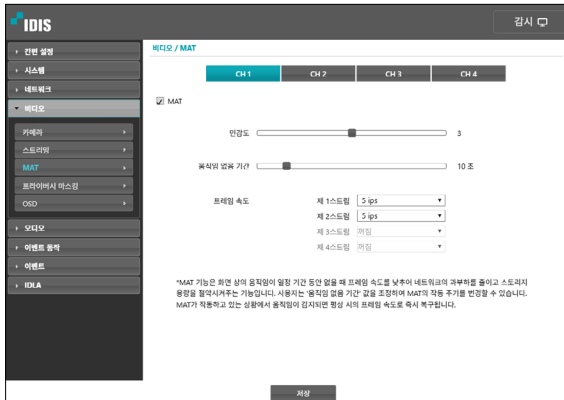 IDIS
감시
간편 설정
시스템
네트워크
비디오
카메라
스트리밍
MAT
프라이버시 마스킹
OSD
오디오
이벤트 동작
이벤트
IDLA
비디오 / MAT
CH 1 CH 2 CH 3 CH 4
MAT
민감도 3
움직임 없음 기간 10 초
프레임 속도 제 1스트림 5 ips
제 2스트림 5 ips
제 3스트림 꺼짐
제 4스트림 꺼짐
*MAT 기능은 화면 상의 움직임이 일정 기간 동안 없을 때 프레임 속도를 낮추어 네트워크의 과부하를 줄이고 스토리지
용량을 절약시켜주는 기능입니다. 사용자는 '움직임 없음 기간' 값을 조정하여 MAT의 작동 주기를 변경할 수 있습니다.
MAT가 작동하고 있는 상황에서 움직임이 감지되면 평상 시의 프레임 속도로 즉시 복구됩니다.
저장